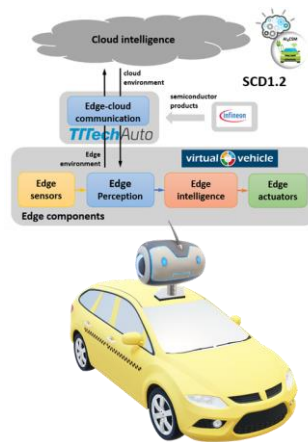 Cloud intelligence
SCD1.2
cloud
environment
Edge-cloud
communication
TTTechAuto
semiconductor
products
infineon
Edge
environment
virtual vehicle
Edge
sensors
Edge
Perception
Edge
intelligence
Edge
actuators
Edge components